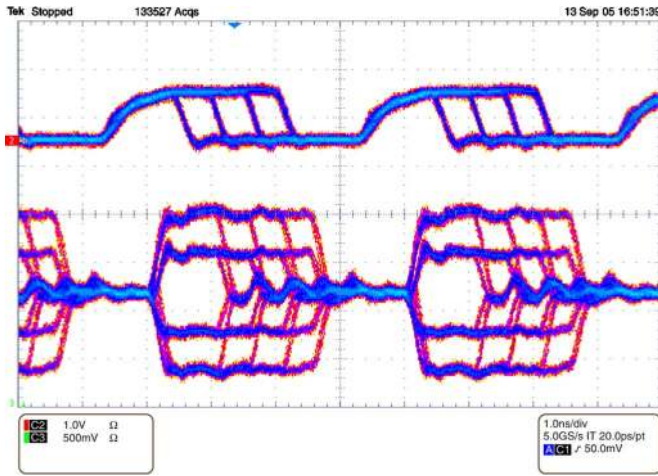 Tek Stopped 133527 Acqs 13 Sep 05 16:51:39
C2 1.0V Ω
C3 500mV Ω
1.0ns/div
5.0GS/s IT 20.0ps/pt
A C1 ∫ 50.0mV